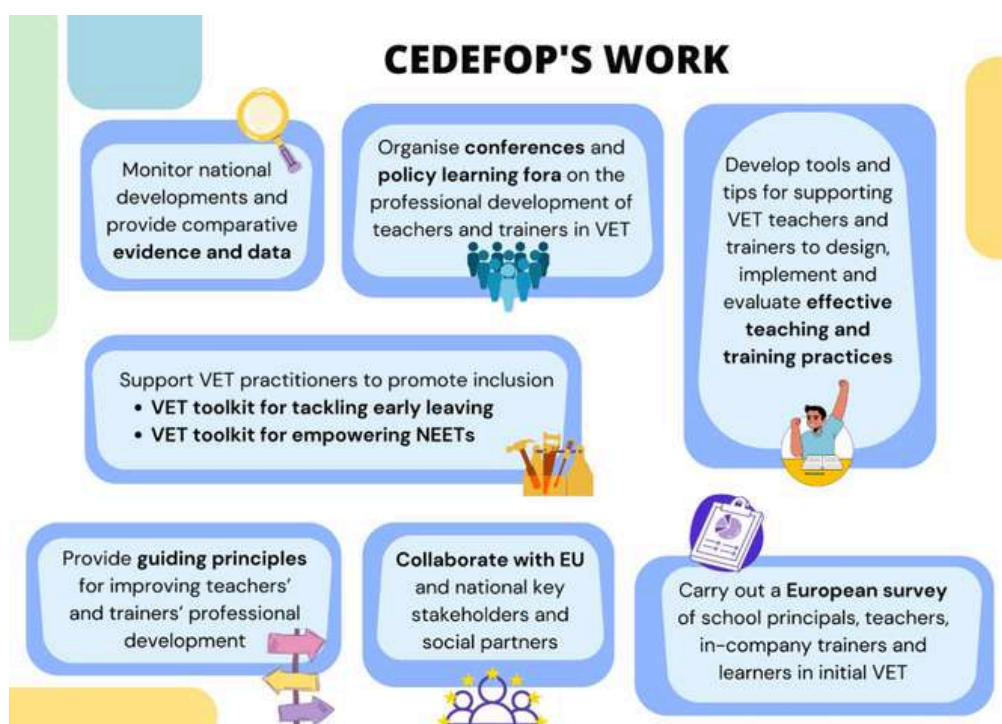 CEDEFOP'S WORK
Monitor national
developments and
provide comparative
evidence and data
Organise conferences and
policy learning fora on the
professional development of
teachers and trainers in VET
Develop tools and
tips for supporting
VET teachers and
trainers to design,
implement and
evaluate effective
teaching and
training practices
Support VET practitioners to promote inclusion
• VET toolkit for tackling early leaving
• VET toolkit for empowering NEETs
Provide guiding principles
for improving teachers’
and trainers’ professional
development
Collaborate with EU
and national key
stakeholders and
social partners
Carry out a European survey
of school principals, teachers,
in-company trainers and
learners in initial VET